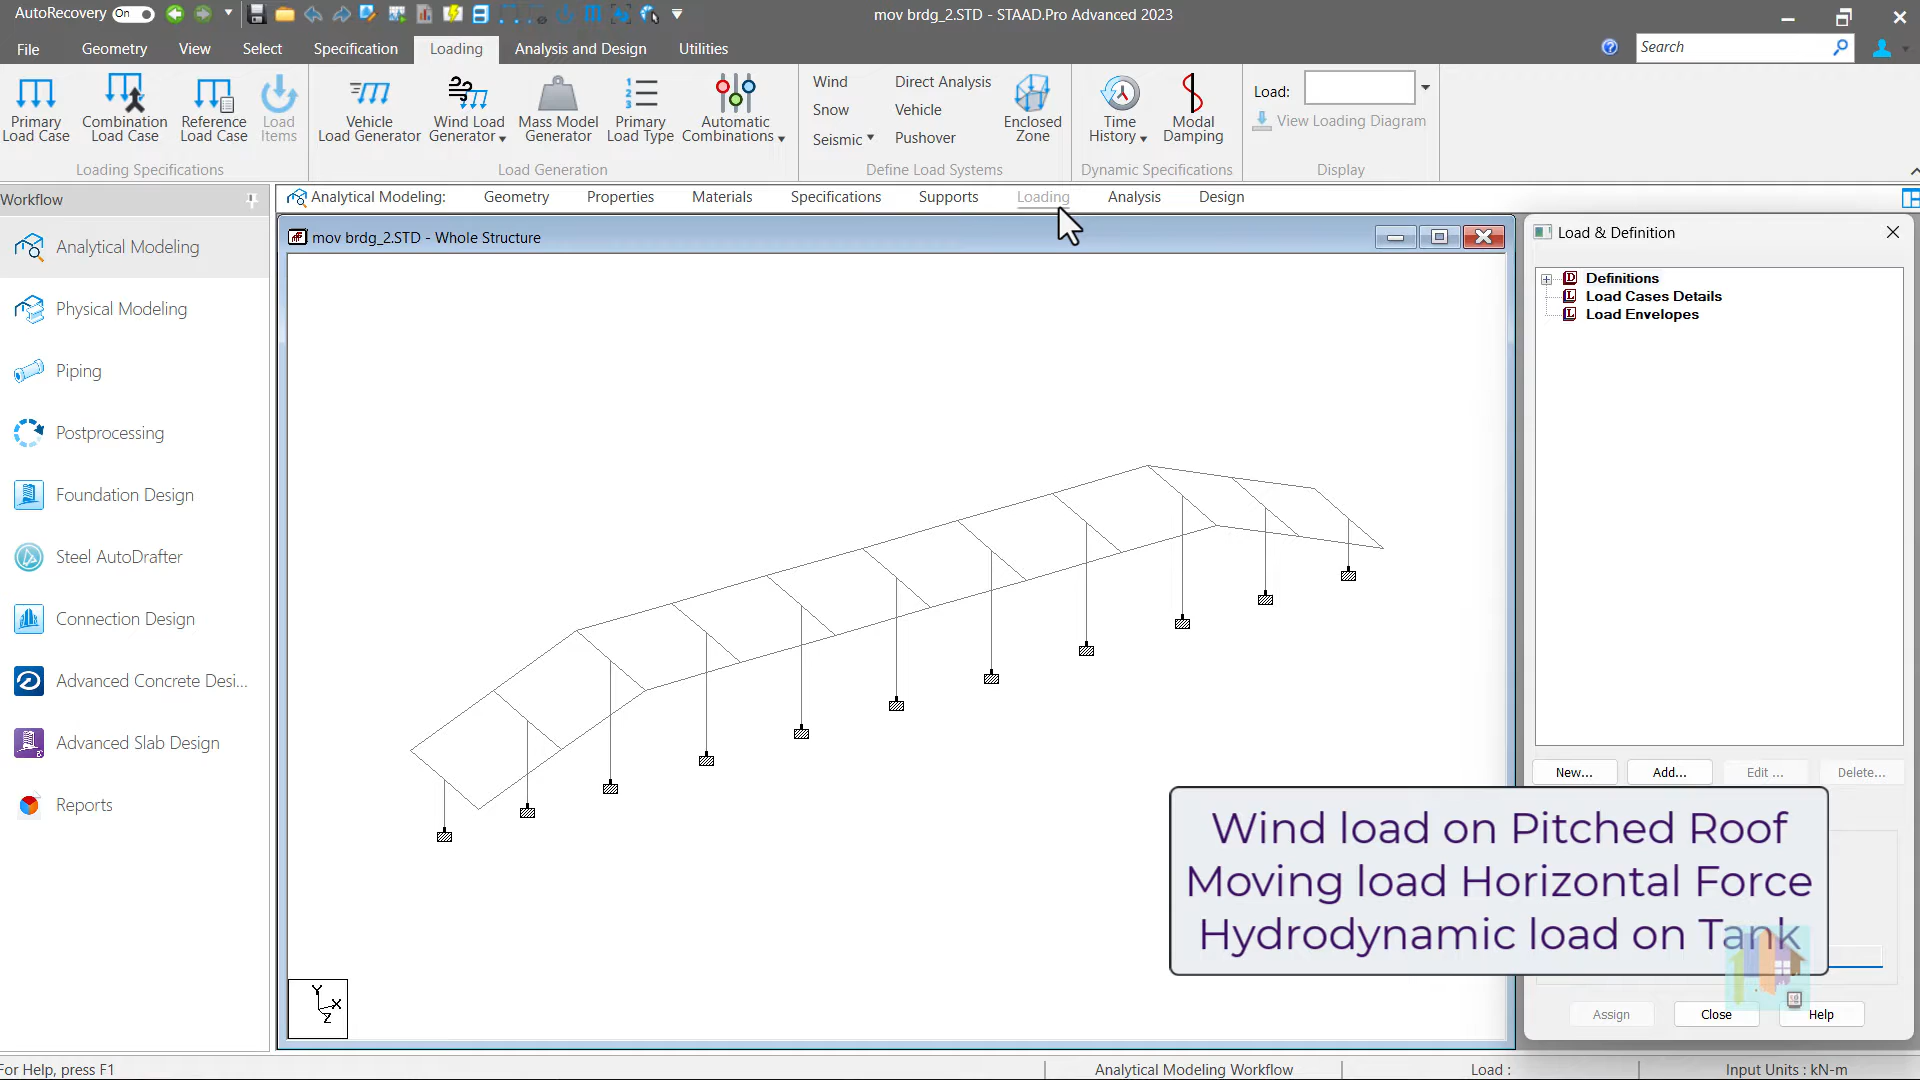 AutoRecovery On
mov brdg_2.STD - STAAD.Pro Advanced 2023
File Geometry View Select Specification Loading Analysis and Design Utilities
Search
Primary Load Case
Combination Load Case
Reference Load Case
Load Items
Vehicle Load Generator
Wind Load Generator
Mass Model Generator
Primary Load Type
Automatic Combinations
Wind
Snow
Seismic
Direct Analysis
Vehicle
Pushover
Enclosed Zone
Time History
Modal Damping
Load:
View Loading Diagram
Loading Specifications
Load Generation
Define Load Systems
Dynamic Specifications
Display
Workflow
Analytical Modeling: Geometry Properties Materials Specifications Supports Loading Analysis Design
Analytical Modeling
Physical Modeling
Piping
Postprocessing
Foundation Design
Steel AutoDrafter
Connection Design
Advanced Concrete Desi...
Advanced Slab Design
Reports
mov brdg_2.STD - Whole Structure
Y
X
Z
Load & Definition
Definitions
Load Cases Details
Load Envelopes
New... Add... Edit ... Delete...
Wind load on Pitched Roof
Moving load Horizontal Force
Hydrodynamic load on Tank
Assign Close Help
For Help, press F1
Analytical Modeling Workflow
Load :
Input Units : kN-m